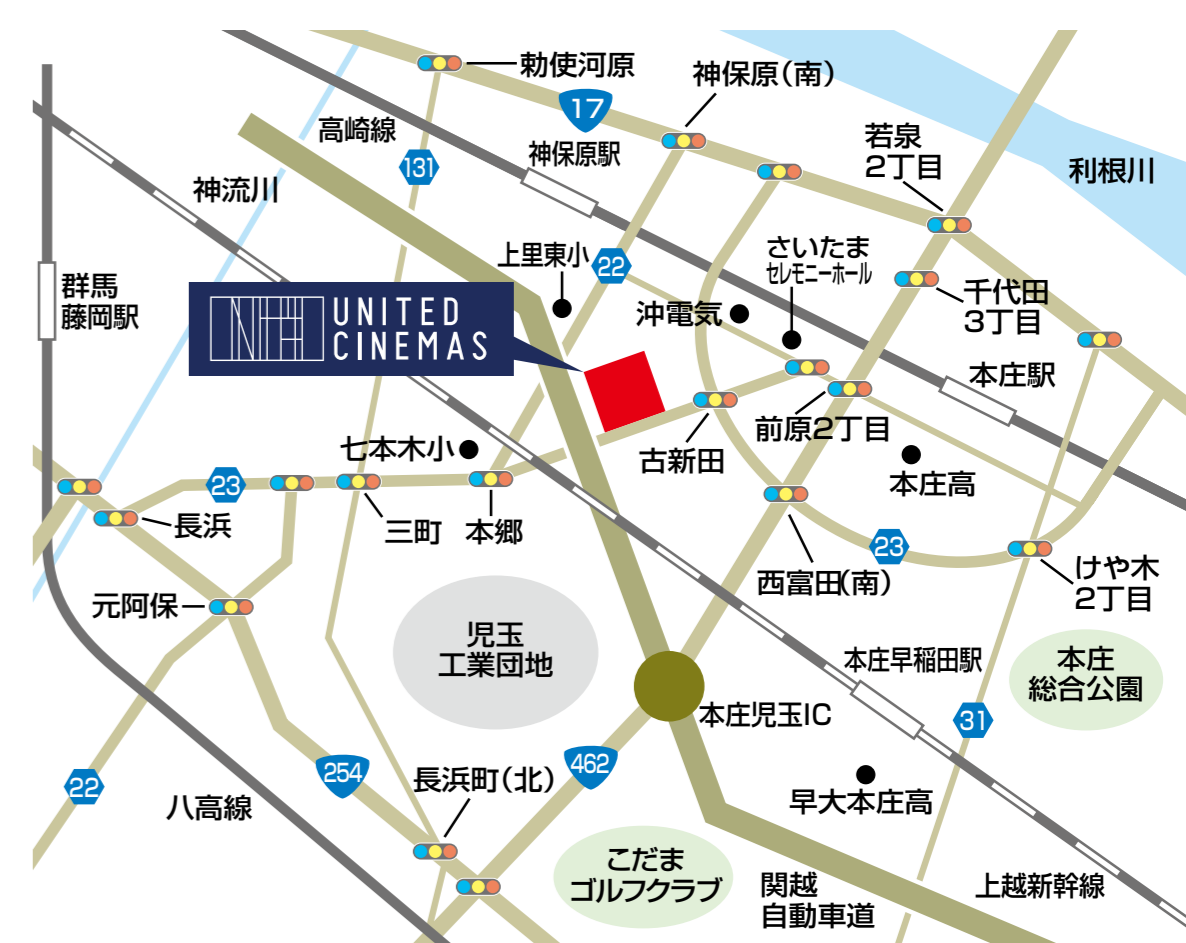 勅使河原
神保原(南)
17
高崎線
神保原駅
若泉
2丁目
利根川
131
神流川
上里東小
22
さいたま
セレモニーホール
群馬
藤岡駅
UNITED
CINEMAS
沖電気
千代田
3丁目
本庄駅
前原2丁目
古新田
七本木小
本庄高
23
長浜
三町
本郷
23
西富田(南)
けや木
2丁目
元阿保
児玉
工業団地
本庄早稲田駅
本庄
総合公園
本庄児玉IC
31
254
462
22
長浜町(北)
八高線
早大本庄高
こだま
ゴルフクラブ
関越
自動車道
上越新幹線